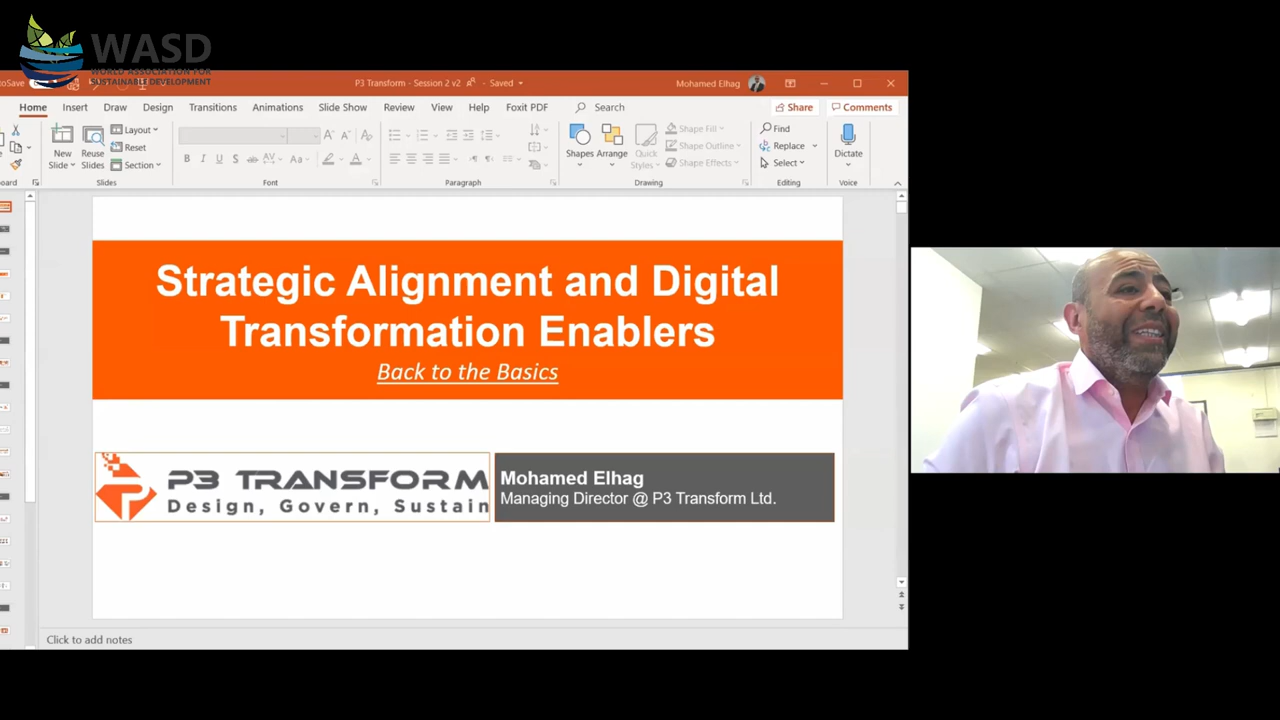 WASD
WORLD ASSOCIATION FOR
SUSTAINABLE DEVELOPMENT
P3 Transform - Session 2 v2 - Saved
Mohamed Elhag
Home Insert Draw Design Transitions Animations Slide Show Review View Help Foxit PDF Search Share Comments
New Slide
Reuse Slides
Layout
Reset
Section
Slides
Font
Paragraph
Shapes
Arrange
Quick Styles
Shape Fill
Shape Outline
Shape Effects
Drawing
Find
Replace
Select
Editing
Dictate
Voice
Strategic Alignment and Digital
Transformation Enablers
Back to the Basics
P3 TRANSFORM
Design, Govern, Sustain
Mohamed Elhag
Managing Director @ P3 Transform Ltd.
Click to add notes